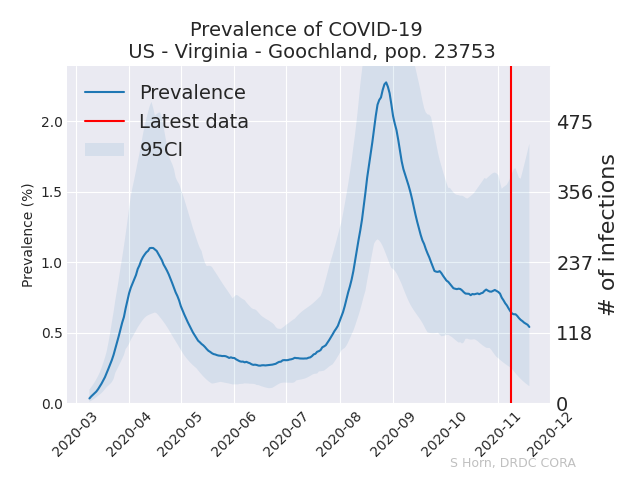 Prevalence of COVID-19
US - Virginia - Goochland, pop. 23753
Prevalence
Latest data
95CI
Prevalence (%)
2.0
1.5
1.0
0.5
0.0
475
356
237
118
0
# of infections
2020-03
2020-04
2020-05
2020-06
2020-07
2020-08
2020-09
2020-10
2020-11
2020-12
S Horn, DRDC CORA